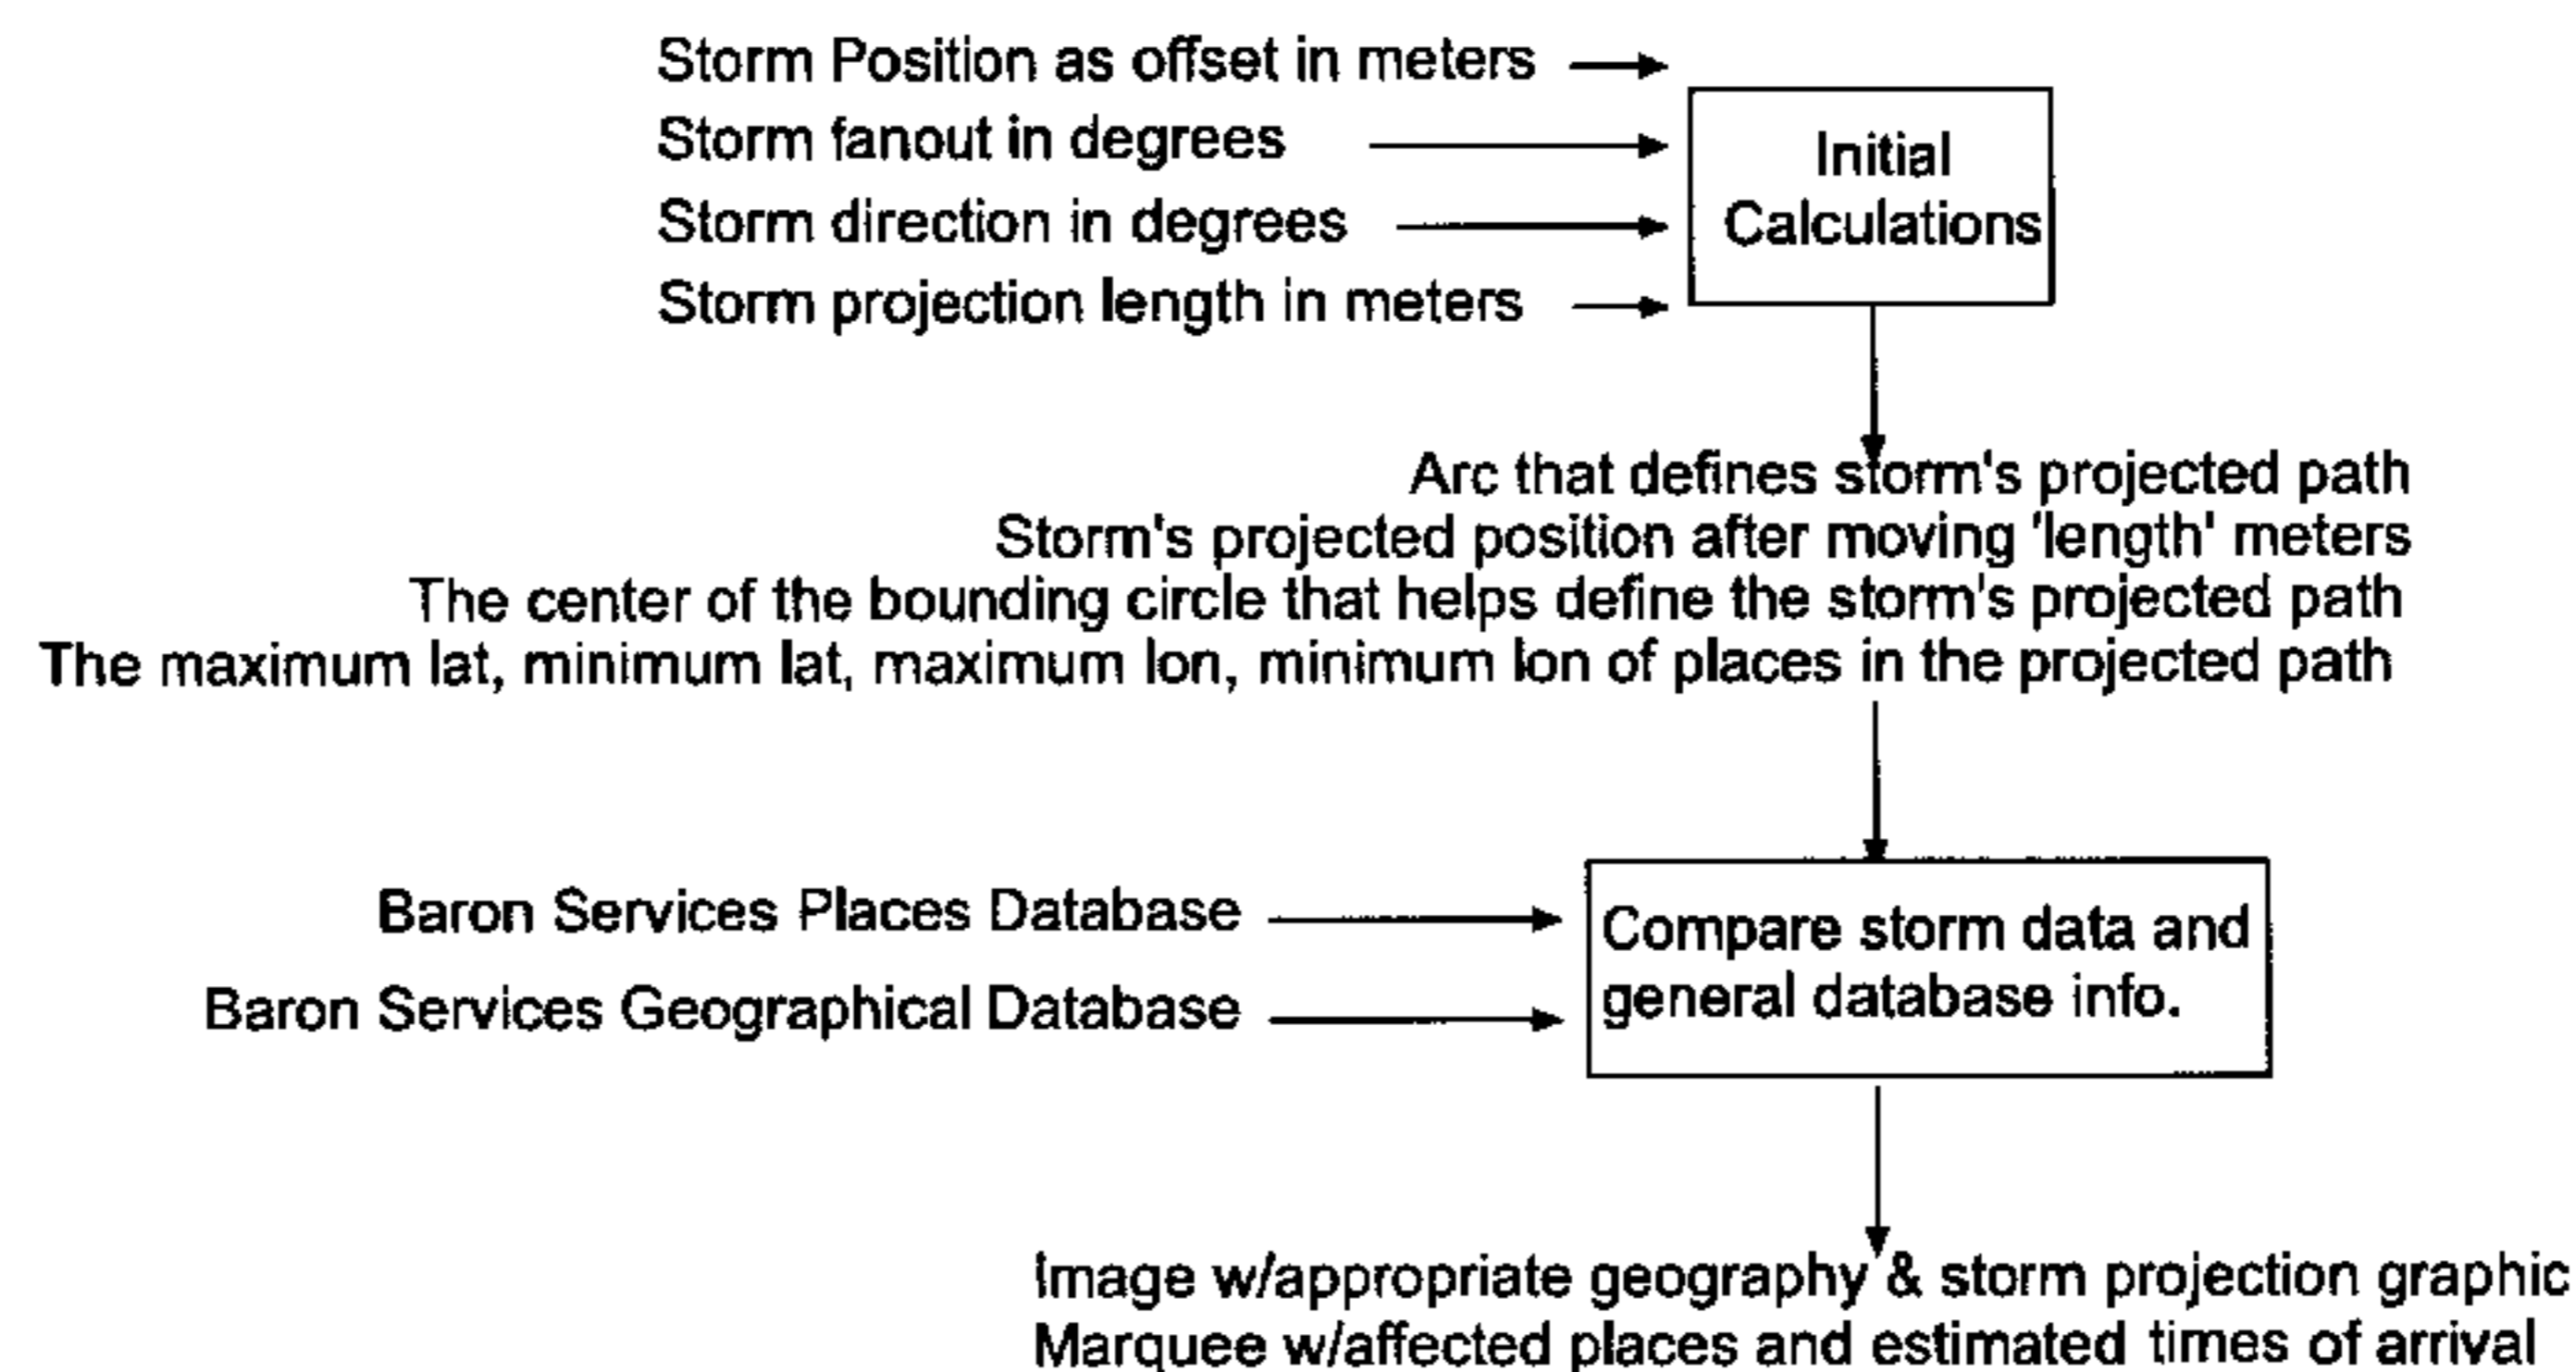 Storm Position as offset in meters
Storm fanout in degrees
Storm direction in degrees
Storm projection length in meters
Initial
Calculations
Arc that defines storm's projected path
Storm's projected position after moving 'length' meters
The center of the bounding circle that helps define the storm's projected path
The maximum lat, minimum lat, maximum lon, minimum lon of places in the projected path
Baron Services Places Database
Baron Services Geographical Database
Compare storm data and
general database info.
Image w/appropriate geography & storm projection graphic
Marquee w/affected places and estimated times of arrival